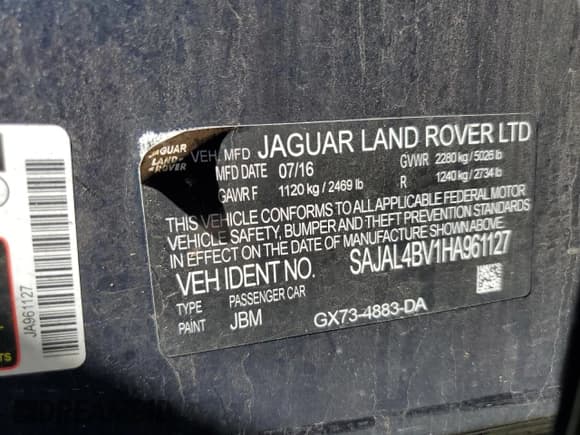 JAGUAR
LAND-
ROVER
VEH. MFD JAGUAR LAND ROVER LTD
MFD DATE 07/16 GVWR 2280 kg / 5026 lb
GAWR F 1120 kg / 2469 lb R 1240 kg / 2734 lb
THIS VEHICLE CONFORMS TO ALL APPLICABLE FEDERAL MOTOR
VEHICLE SAFETY, BUMPER AND THEFT PREVENTION STANDARDS
IN EFFECT ON THE DATE OF MANUFACTURE SHOWN ABOVE.
VEH IDENT NO. SAJAL4BV1HA961127
TYPE PASSENGER CAR
PAINT JBM GX73-4883-DA
JA961127